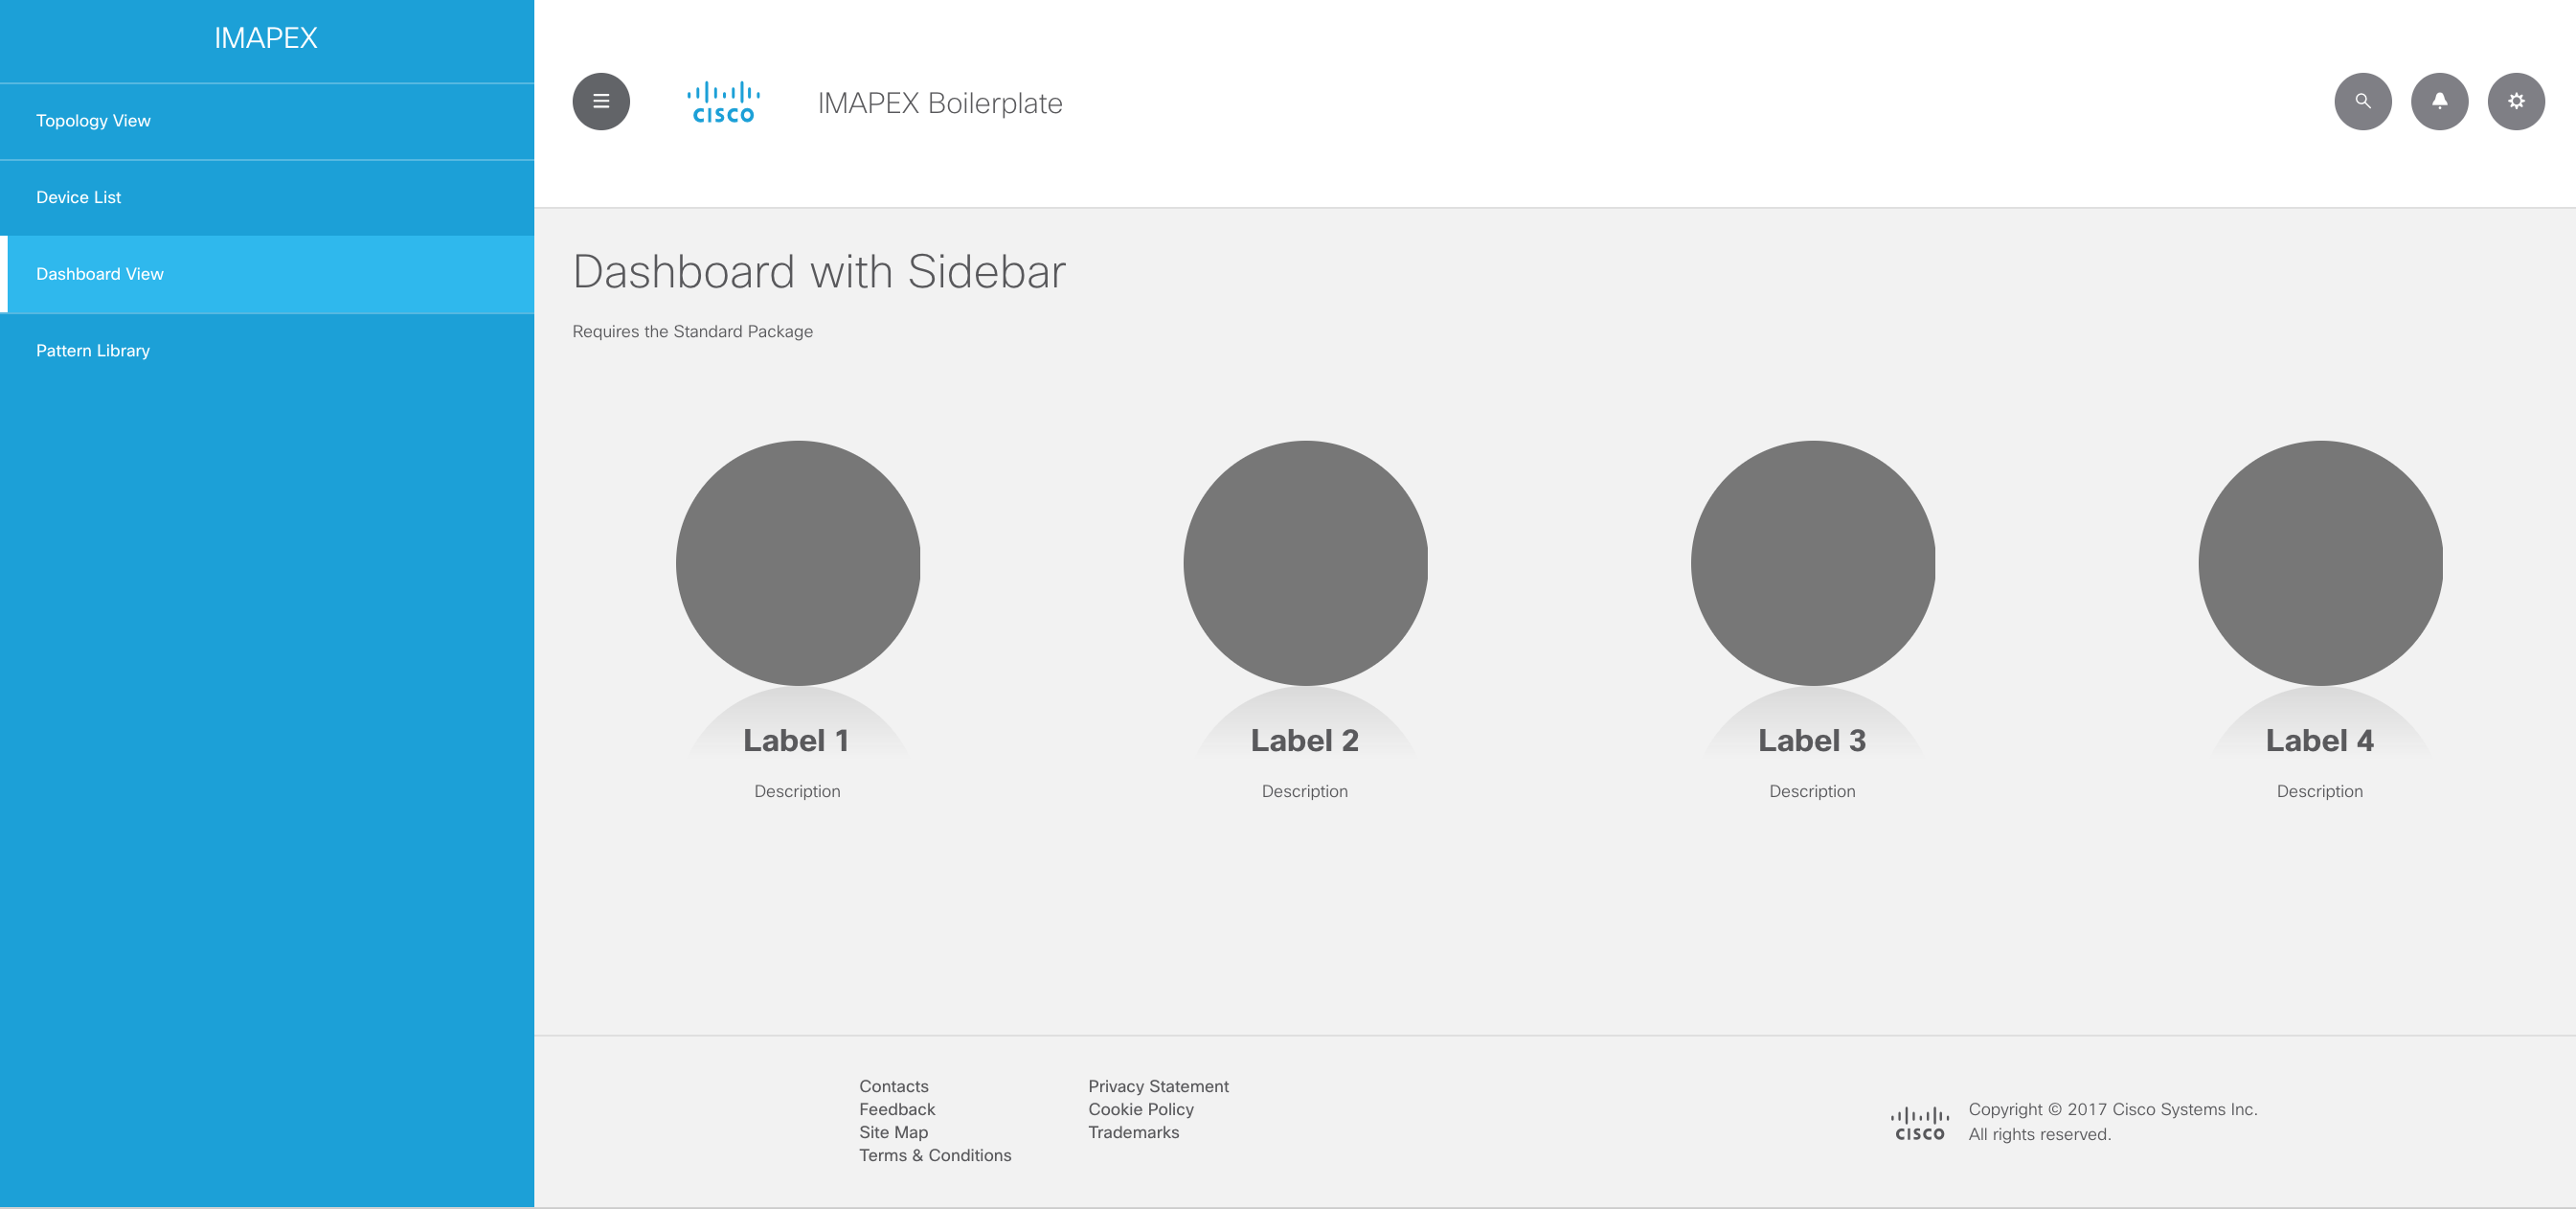 IMAPEX
Topology View
Device List
Dashboard View
Pattern Library
CISCO
IMAPEX Boilerplate
Dashboard with Sidebar
Requires the Standard Package
Label 1
Description
Label 2
Description
Label 3
Description
Label 4
Description
Contacts
Feedback
Site Map
Terms & Conditions
Privacy Statement
Cookie Policy
Trademarks
CISCO
Copyright © 2017 Cisco Systems Inc.
All rights reserved.